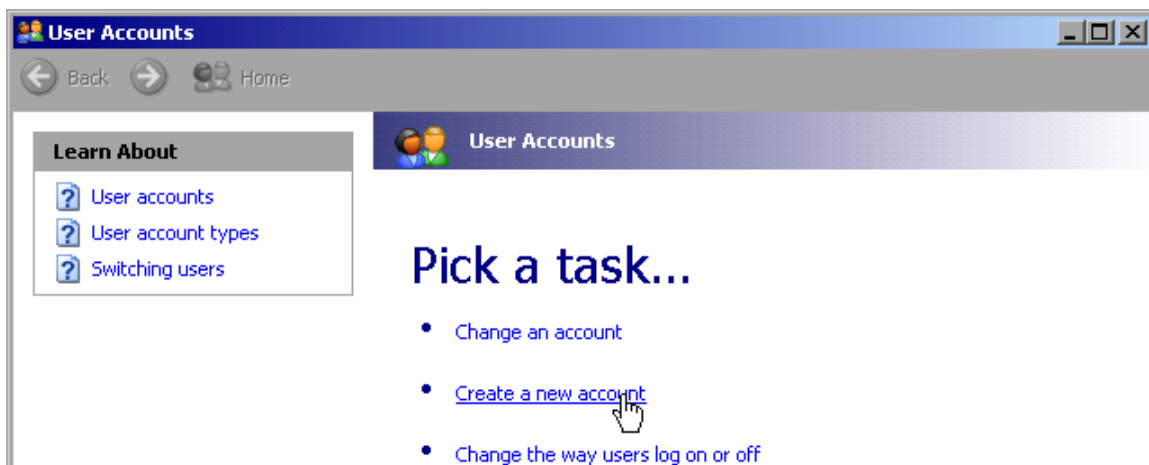 User Accounts
Back Home
Learn About
User accounts
User account types
Switching users
User Accounts
Pick a task...
Change an account
Create a new account
Change the way users log on or off